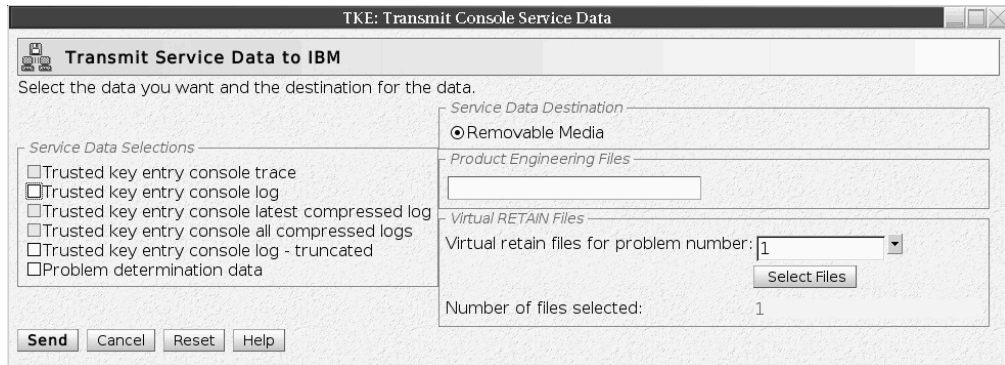 TKE: Transmit Console Service Data
Transmit Service Data to IBM
Select the data you want and the destination for the data.
Service Data Selections
Trusted key entry console trace
Trusted key entry console log
Trusted key entry console latest compressed log
Trusted key entry console all compressed logs
Trusted key entry console log - truncated
Problem determination data
Service Data Destination
Removable Media
Product Engineering Files
Virtual RETAIN Files
Virtual retain files for problem number: 1
Select Files
Number of files selected: 1
Send Cancel Reset Help